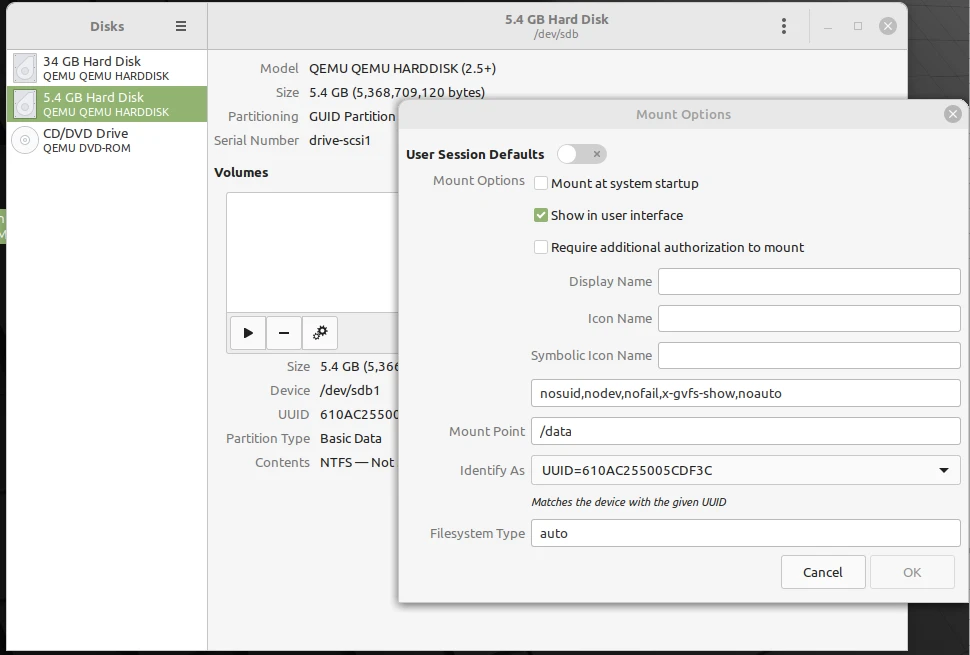 Disks
5.4 GB Hard Disk
/dev/sdb
34 GB Hard Disk
QEMU QEMU HARDDISK
5.4 GB Hard Disk
QEMU QEMU HARDDISK
CD/DVD Drive
QEMU DVD-ROM
Model QEMU QEMU HARDDISK (2.5+)
Size 5.4 GB (5,368,709,120 bytes)
Partitioning GUID Partition
Serial Number drive-scsi1
Volumes
Size 5.4 GB (5,366
Device /dev/sdb1
UUID 610AC25500
Partition Type Basic Data
Contents NTFS — Not
Mount Options
User Session Defaults
Mount Options Mount at system startup
Show in user interface
Require additional authorization to mount
Display Name
Icon Name
Symbolic Icon Name
nosuid,nodev,nofail,x-gvfs-show,noauto
Mount Point /data
Identify As UUID=610AC255005CDF3C
Matches the device with the given UUID
Filesystem Type auto
Cancel OK